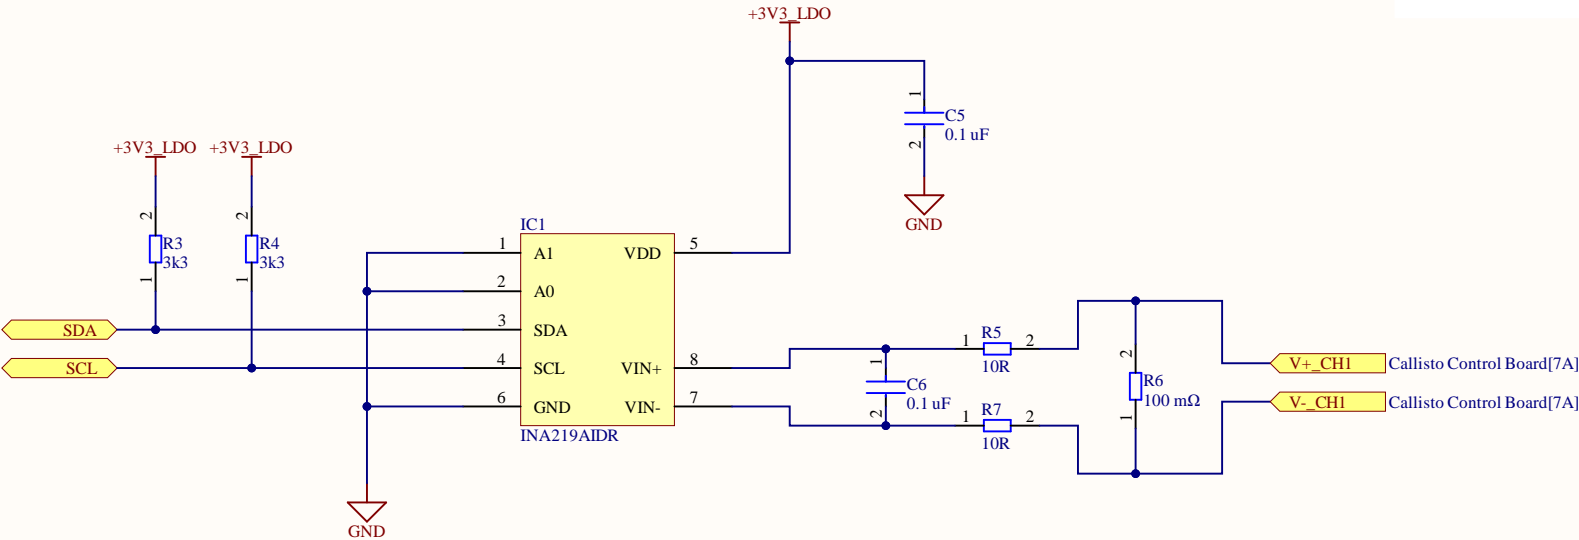 +3V3_LDO
1
C5
0.1 uF
2
GND
+3V3_LDO
+3V3_LDO
2
2
R3
3k3
R4
3k3
1
1
SDA
SCL
IC1
1
A1
VDD
5
2
A0
3
SDA
4
SCL
VIN+
8
6
GND
VIN-
7
INA219AIDR
GND
1
C6
0.1 uF
2
1
R5
2
10R
1
R7
2
10R
2
R6
100 mΩ
1
V+_CH1
Callisto Control Board[7A]
V-_CH1
Callisto Control Board[7A]